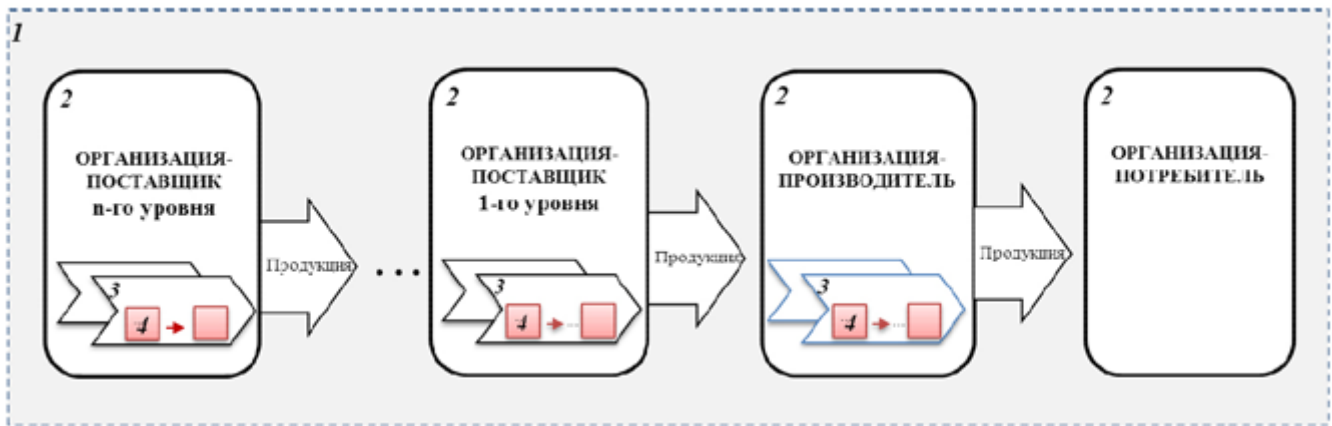 1
2
ОРГАНИЗАЦИЯ-
ПОСТАВЩИК
n-го уровня
3
4
Продукция
...
2
ОРГАНИЗАЦИЯ-
ПОСТАВЩИК
1-го уровня
3
4
...
Продукция
2
ОРГАНИЗАЦИЯ-
ПРОИЗВОДИТЕЛЬ
3
4
...
Продукция
2
ОРГАНИЗАЦИЯ-
ПОТРЕБИТЕЛЬ